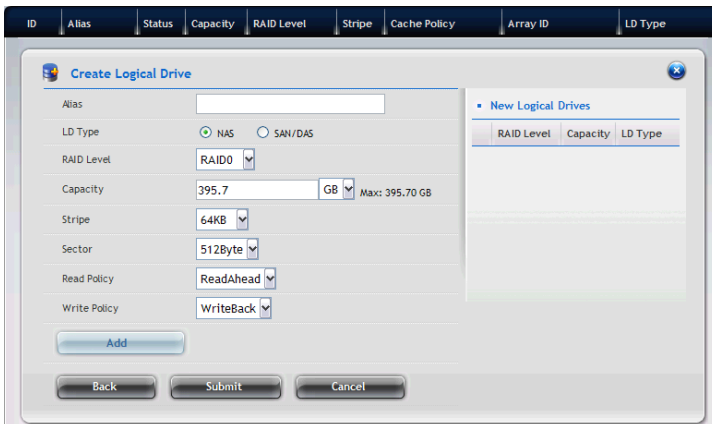 ID Alias Status Capacity RAID Level Stripe Cache Policy Array ID LD Type
Create Logical Drive
Alias
LD Type NAS SAN/DAS
RAID Level RAID0
Capacity 395.7 GB Max: 395.70 GB
Stripe 64KB
Sector 512Byte
Read Policy ReadAhead
Write Policy WriteBack
Add
Back Submit Cancel
New Logical Drives
RAID Level Capacity LD Type